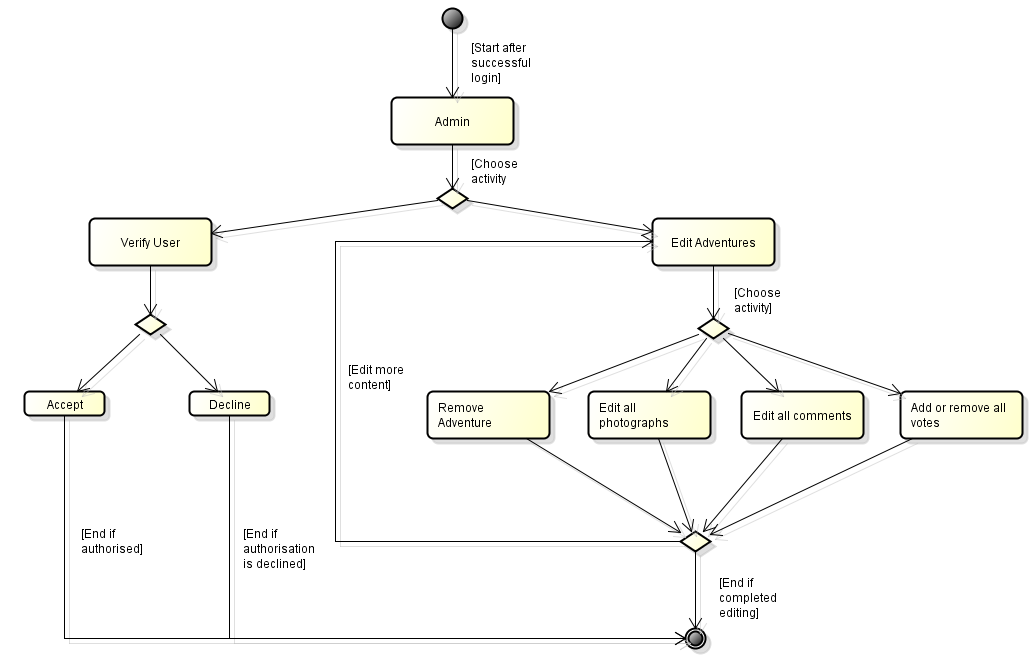 [Start after
successful
login]
Admin
[Choose
activity
Verify User
Edit Adventures
[Choose
activity]
[Edit more
content]
Accept
Decline
Remove
Adventure
Edit all
photographs
Edit all comments
Add or remove all
votes
[End if
authorised]
[End if
authorisation
is declined]
[End if
completed
editing]